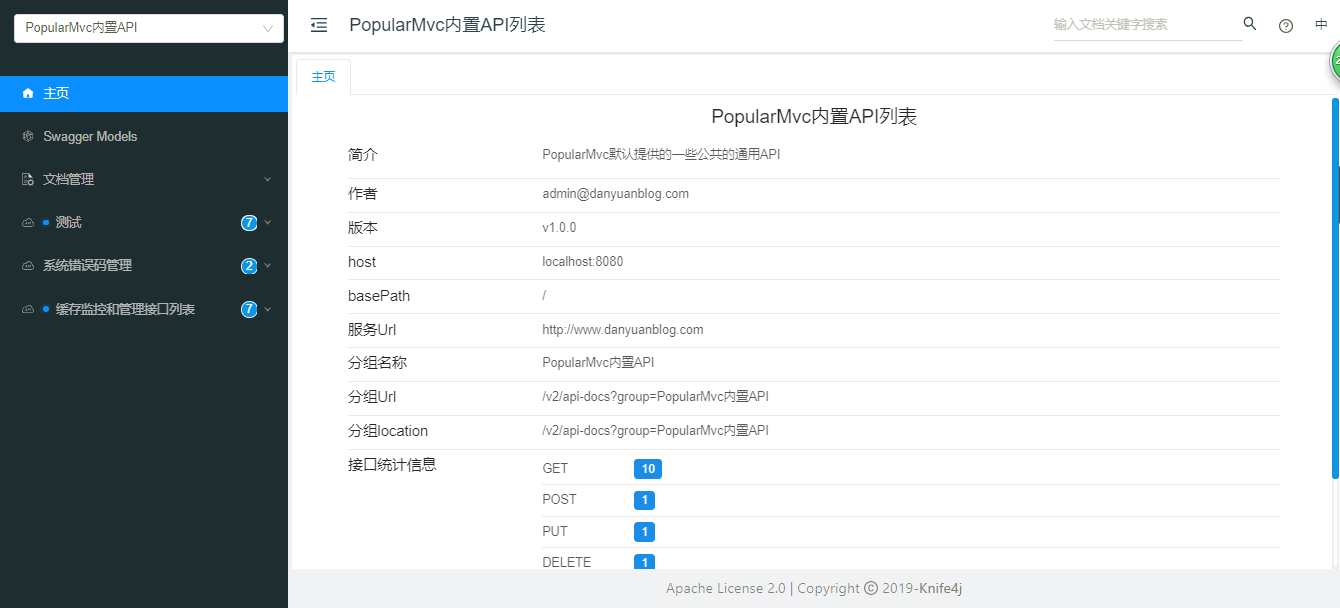 PopularMvc内置API
主页
Swagger Models
文档管理
测试 7
系统错误码管理 2
缓存监控和管理接口列表 7
PopularMvc内置API列表
输入文档关键字搜索
中
2
主页
PopularMvc内置API列表
简介 PopularMvc默认提供的一些公共的通用API
作者 admin@danyuanblog.com
版本 v1.0.0
host localhost:8080
basePath /
服务Url http://www.danyuanblog.com
分组名称 PopularMvc内置API
分组Url /v2/api-docs?group=PopularMvc内置API
分组location /v2/api-docs?group=PopularMvc内置API
接口统计信息 GET 10
POST 1
PUT 1
DELETE 1
Apache License 2.0 | Copyright © 2019-Knife4j